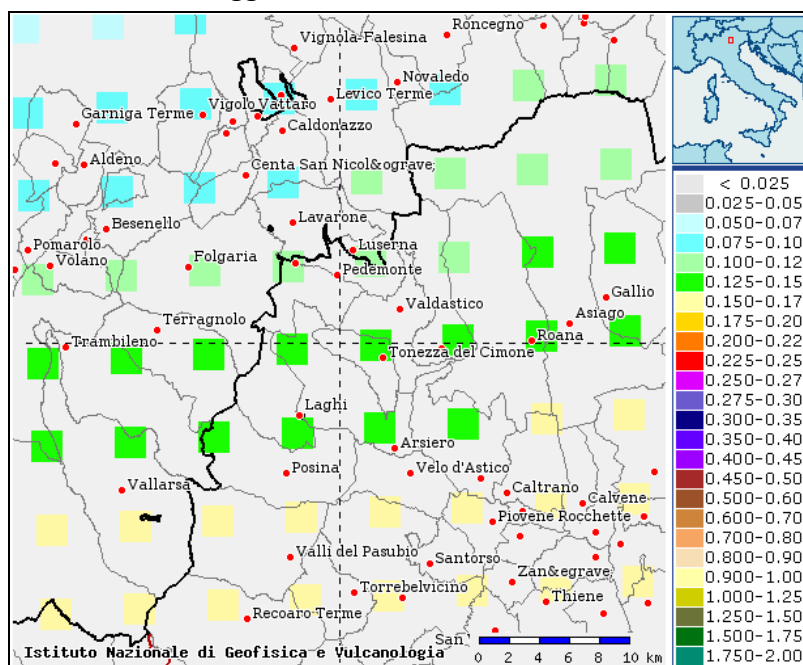 Vignola-Falesina
Roncegno
Novaledo
Levico Terme
Vigolo Vattaro
Garniga Terme
Caldonazzo
Aldeno
Centa San Nicol&ograve;
Besenello
Lavarone
Pomarolo
Luserna
Volano
Folgaria
Pedemonte
Gallio
Valdastico
Asiago
Terragnolo
Roana
Trambileno
Tonezza del Cimone
Laghi
Arsiero
Posina
Velo d'Astico
Vallarsa
Caltrano
Calvene
Piovene Rocchette
Valli del Pasubio
Santorso
Zan&egrave;
Torrebelvicino
Thiene
Recoaro Terme
San
Istituto Nazionale di Geofisica e Vulcanologia
0 2 4 6 8 10 km
< 0.025
0.025-0.05
0.050-0.07
0.075-0.10
0.100-0.12
0.125-0.15
0.150-0.17
0.175-0.20
0.200-0.22
0.225-0.25
0.250-0.27
0.275-0.30
0.300-0.35
0.350-0.40
0.400-0.45
0.450-0.50
0.500-0.60
0.600-0.70
0.700-0.80
0.800-0.90
0.900-1.00
1.000-1.25
1.250-1.50
1.500-1.75
1.750-2.00